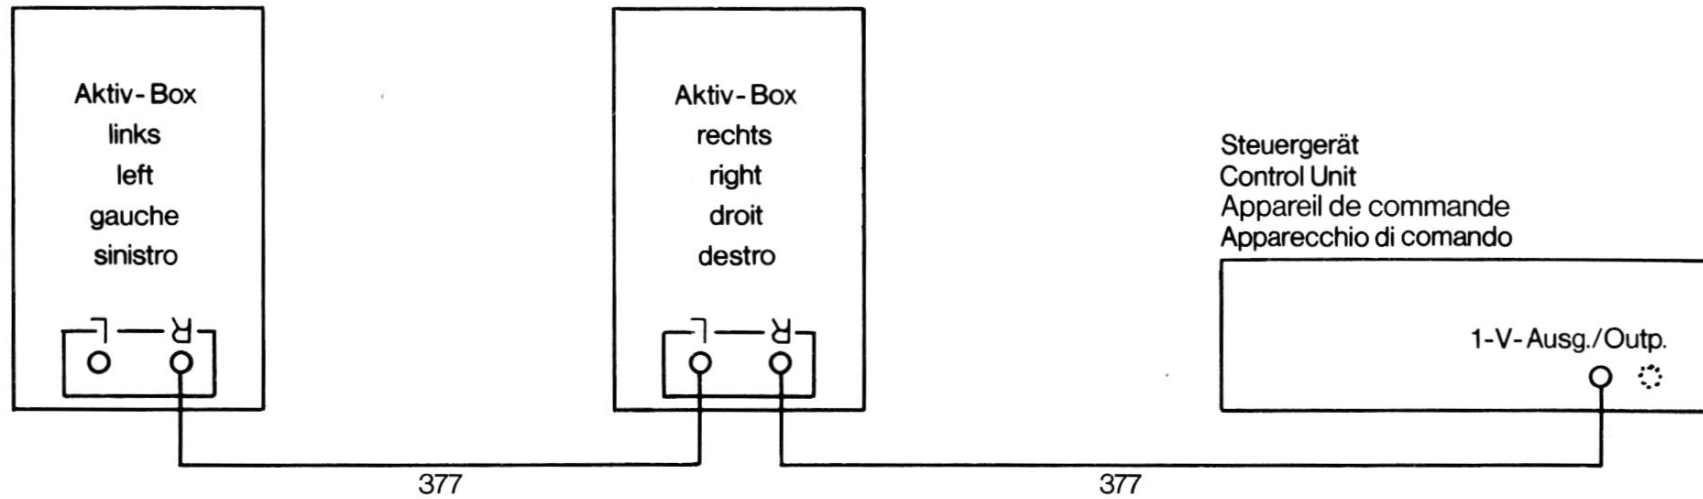 Aktiv-Box
links
left
gauche
sinistro
L R
Aktiv-Box
rechts
right
droit
destro
L R
Steuergerät
Control Unit
Appareil de commande
Apparecchio di comando
1-V-Ausg./Outp.
377
377